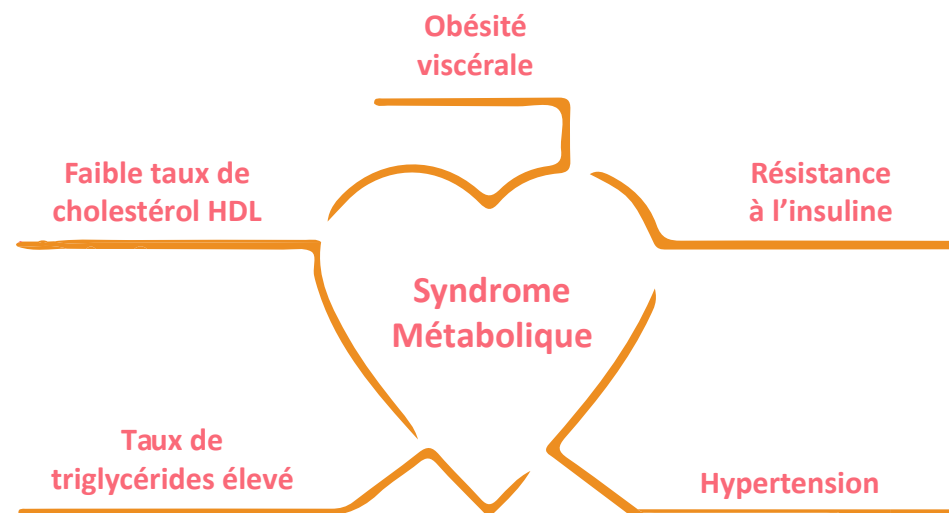 Obésité
viscérale
Faible taux de
cholestérol HDL
Résistance
à l’insuline
Syndrome
Métabolique
Taux de
triglycérides élevé
Hypertension